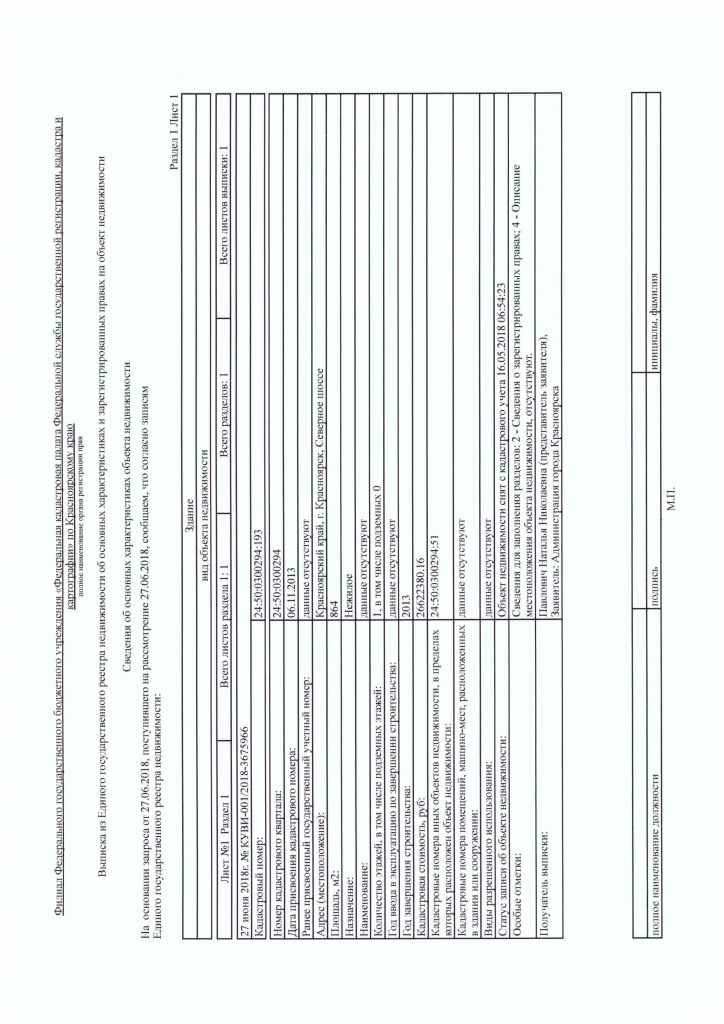 Филиал Федерального государственного бюджетного учреждения «Федеральная кадастровая палата Федеральной службы государственной регистрации, кадастра и
картографии» по Красноярскому краю
полное наименование органа регистрации прав
Выписка из Единого государственного реестра недвижимости об основных характеристиках и зарегистрированных правах на объект недвижимости
Сведения об основных характеристиках объекта недвижимости
На основании запроса от 27.06.2018, поступившего на рассмотрение 27.06.2018, сообщаем, что согласно записям
Единого государственного реестра недвижимости:
Раздел 1 Лист 1
Здание
вид объекта недвижимости
Лист №1 Раздел 1 Всего листов раздела 1: 1 Всего разделов: 1 Всего листов выписки: 1
27 июня 2018г. № КУВИ-001/2018-3675966
Кадастровый номер: 24:50:0300294:193
Номер кадастрового квартала: 24:50:0300294
Дата присвоения кадастрового номера: 06.11.2013
Ранее присвоенный государственный учетный номер: данные отсутствуют
Адрес (местоположение): Красноярский край, г. Красноярск, Северное шоссе
Площадь, м2: 864
Назначение: Нежилое
Наименование: данные отсутствуют
Количество этажей, в том числе подземных этажей: 1, в том числе подземных 0
Год ввода в эксплуатацию по завершении строительства: данные отсутствуют
Год завершения строительства: 2013
Кадастровая стоимость, руб: 26622380.16
Кадастровые номера иных объектов недвижимости, в пределах 24:50:0300294:51
которых расположен объект недвижимости:
Кадастровые номера помещений, машино-мест, расположенных данные отсутствуют
в здании или сооружении:
Виды разрешенного использования: данные отсутствуют
Статус записи об объекте недвижимости: Объект недвижимости снят с кадастрового учета 16.05.2018 06:54:23
Особые отметки: Сведения для заполнения разделов: 2 - Сведения о зарегистрированных правах; 4 - Описание
местоположения объекта недвижимости, отсутствуют.
Получатель выписки: Павлович Наталья Николаевна (представитель заявителя),
Заявитель: Администрация города Красноярска
полное наименование должности подпись инициалы, фамилия
М.П.